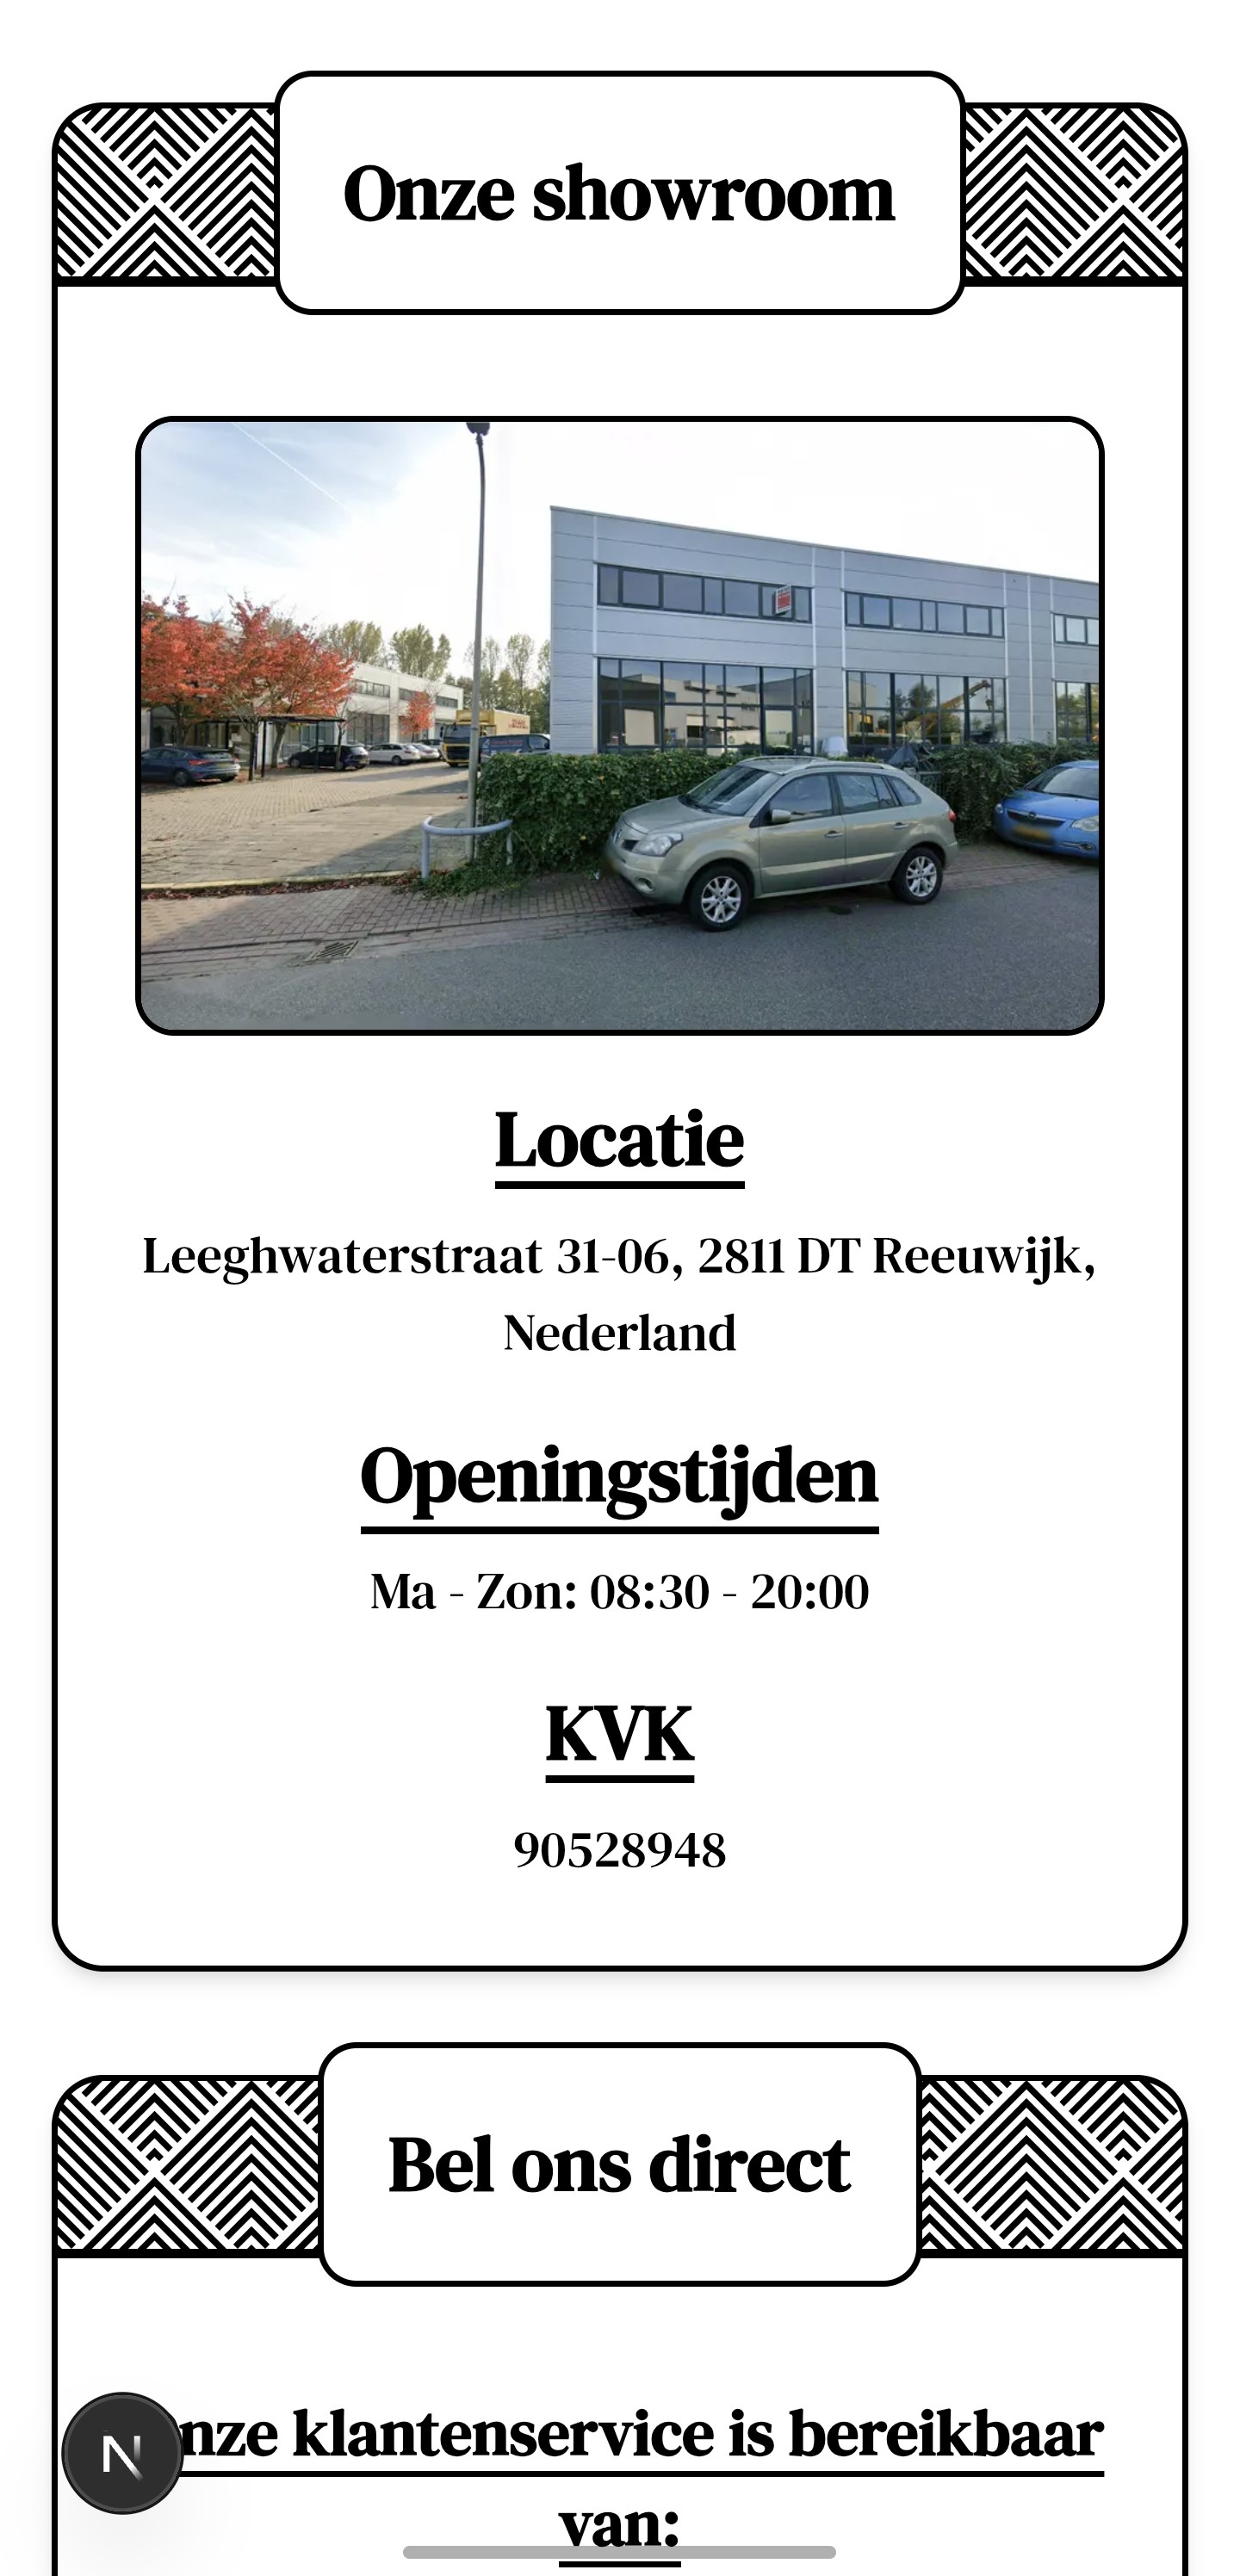 Onze showroom
Locatie
Leeghwaterstraat 31-06, 2811 DT Reeuwijk,
Nederland
Openingstijden
Ma - Zon: 08:30 - 20:00
KVK
90528948
Bel ons direct
nze klantenservice is bereikbaar
van:
N